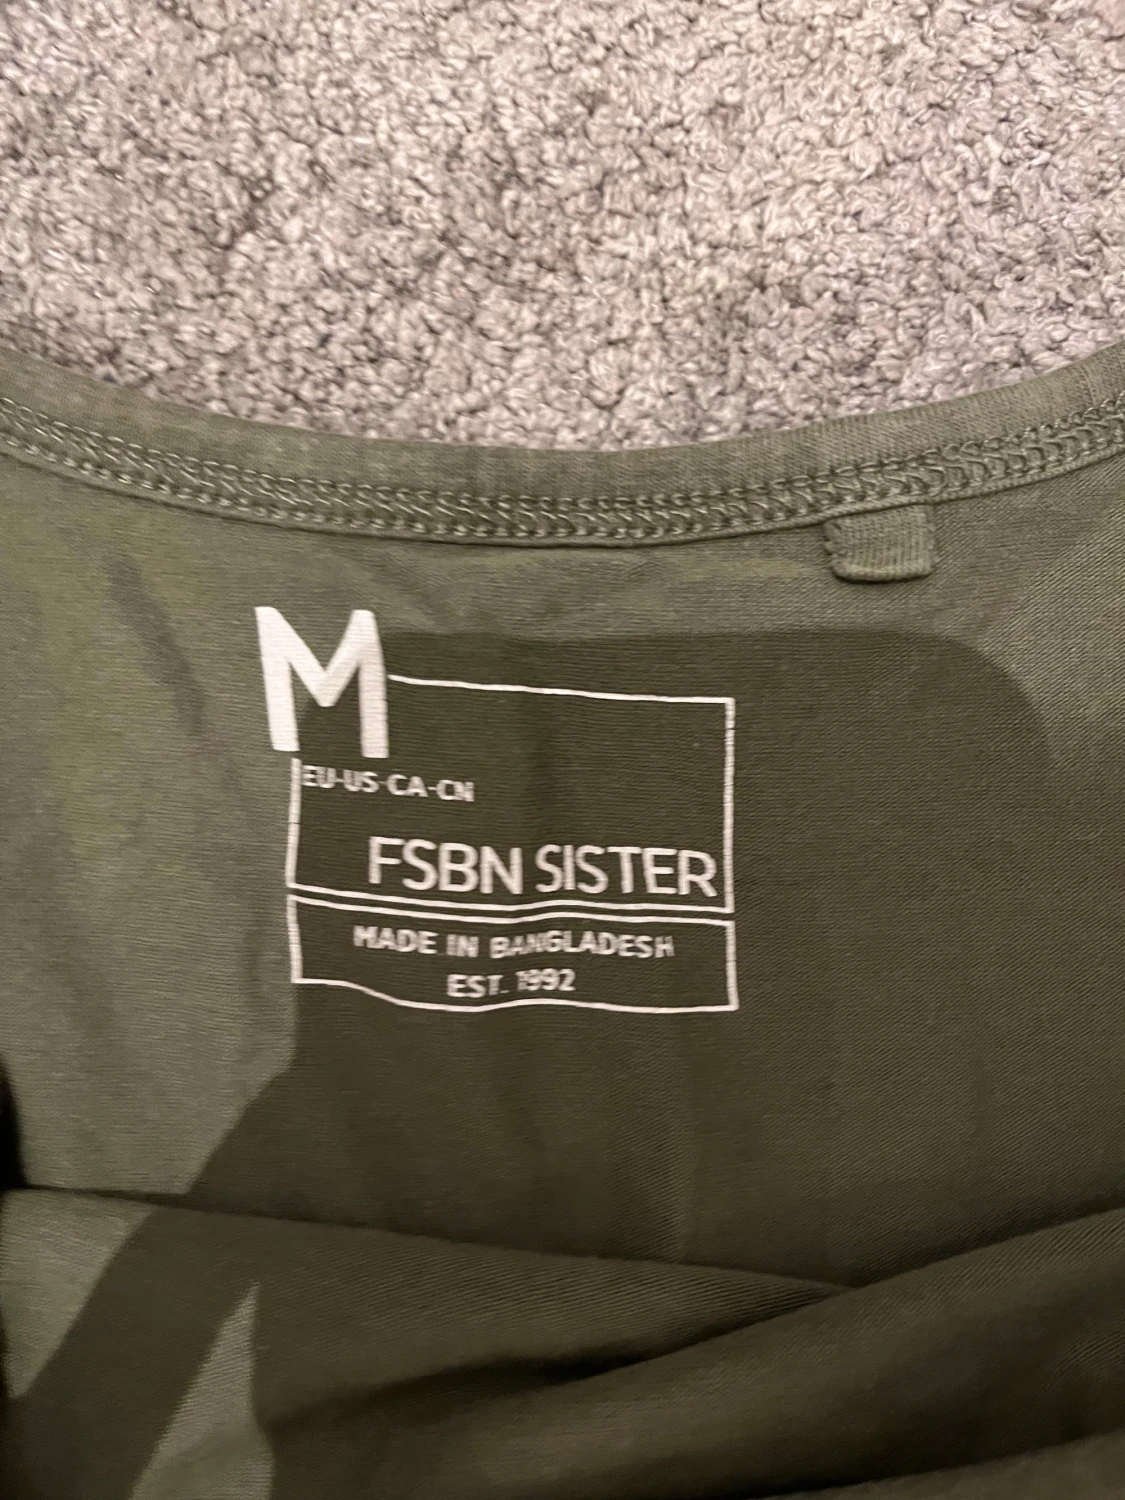 M
EU-US-CA-CN
FSBN SISTER
MADE IN BANGLADESH
EST. 1992